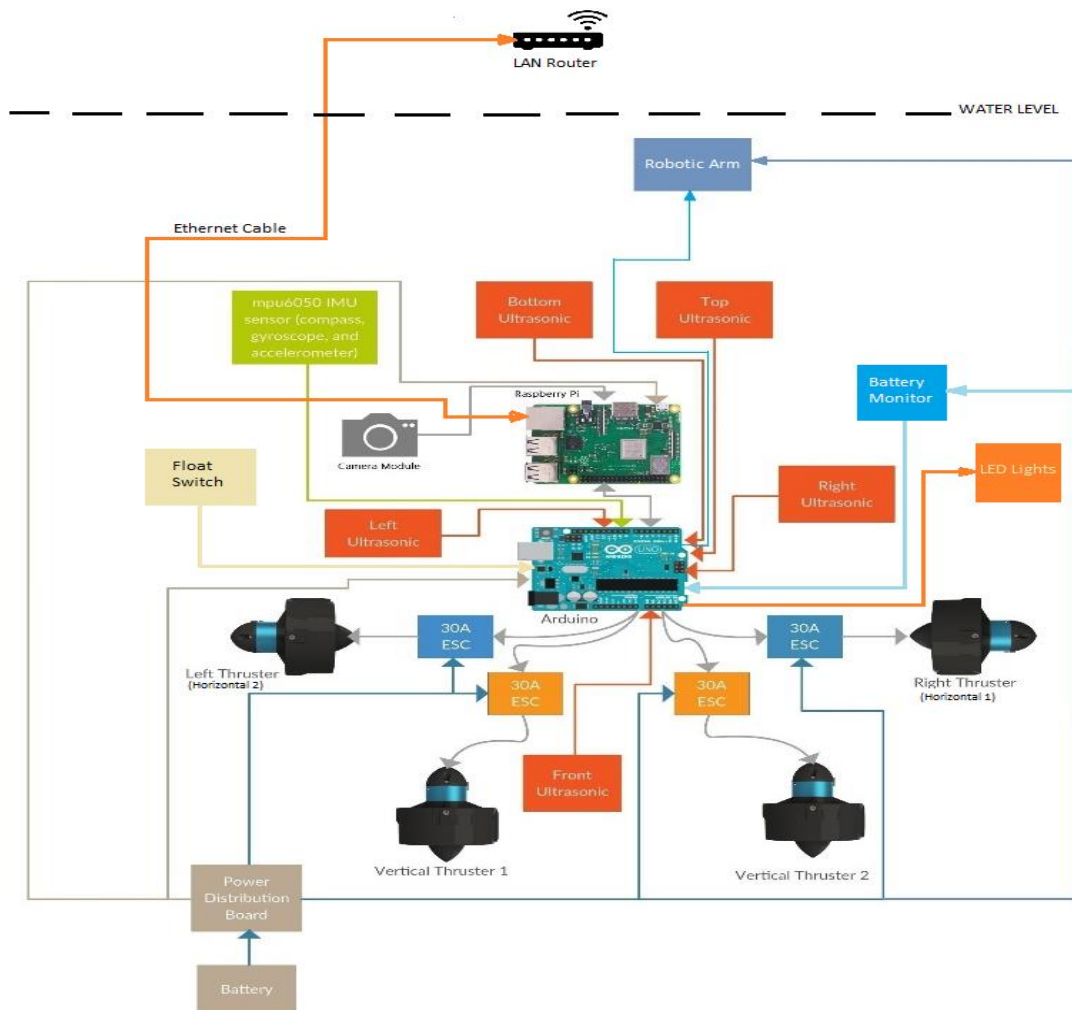 LAN Router
WATER LEVEL
Robotic Arm
Ethernet Cable
mpu6050 IMU
sensor (compass,
gyroscope, and
accelerometer)
Bottom
Ultrasonic
Top
Ultrasonic
Raspberry Pi
Battery
Monitor
Camera Module
Float
Switch
LED Lights
Right
Ultrasonic
Left
Ultrasonic
UNO
Arduino
30A
ESC
30A
ESC
Left Thruster
(Horizontal 2)
Right Thruster
(Horizontal 1)
30A
ESC
30A
ESC
Front
Ultrasonic
Vertical Thruster 1
Vertical Thruster 2
Power
Distribution
Board
Battery